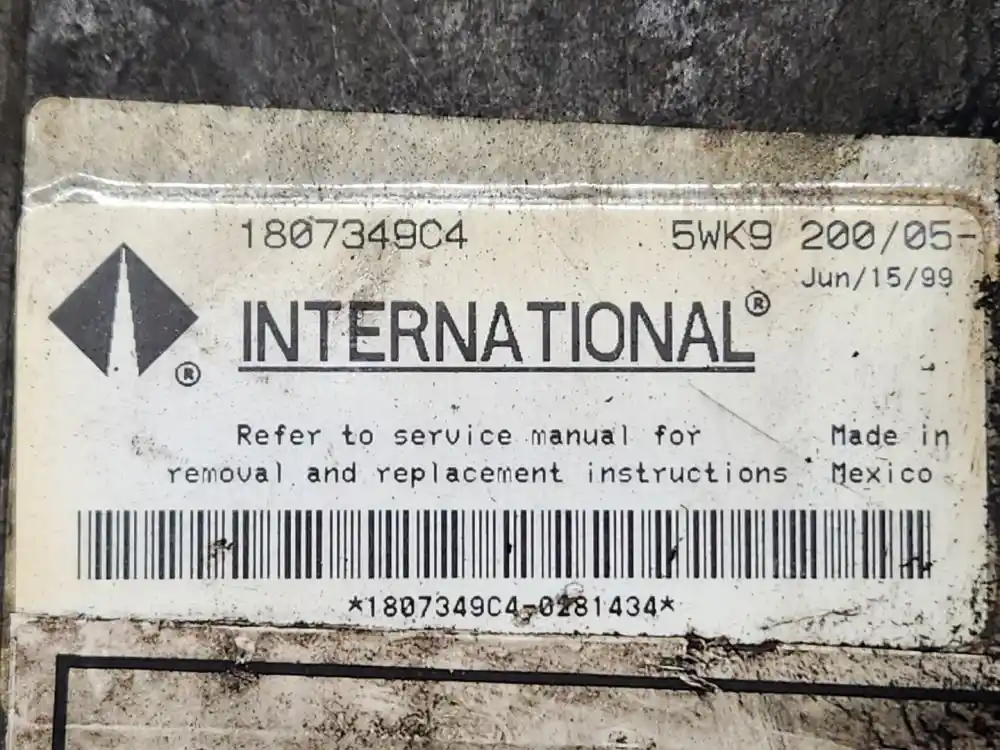 1807349C4 5WK9 200/05-
Jun/15/99
INTERNATIONAL®
®
Refer to service manual for Made in
removal and replacement instructions Mexico
*1807349C4-0281434*